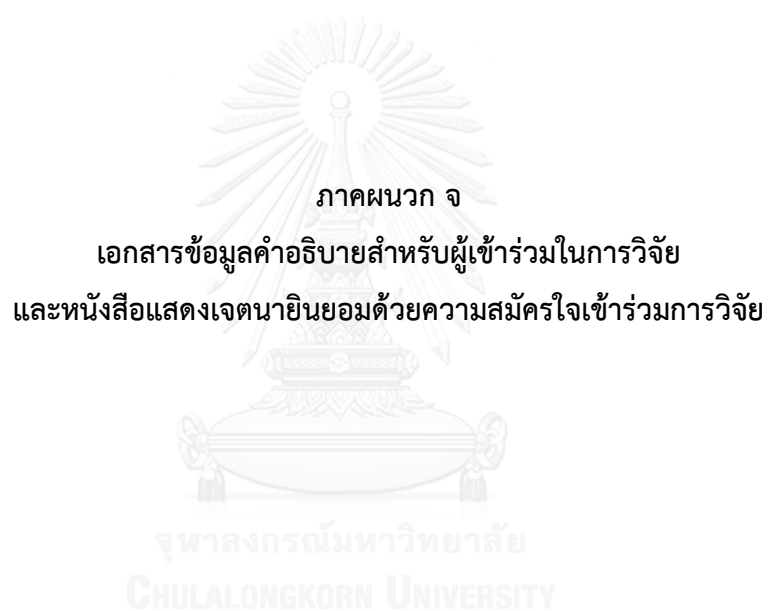 ภาคผนวก จ
เอกสารข้อมูลคำอธิบายสำหรับผู้เข้าร่วมในการวิจัย
และหนังสือแสดงเจตนายินยอมด้วยความสมัครใจเข้าร่วมการวิจัย
จุฬาลงกรณ์มหาวิทยาลัย
CHULALONGKORN UNIVERSITY